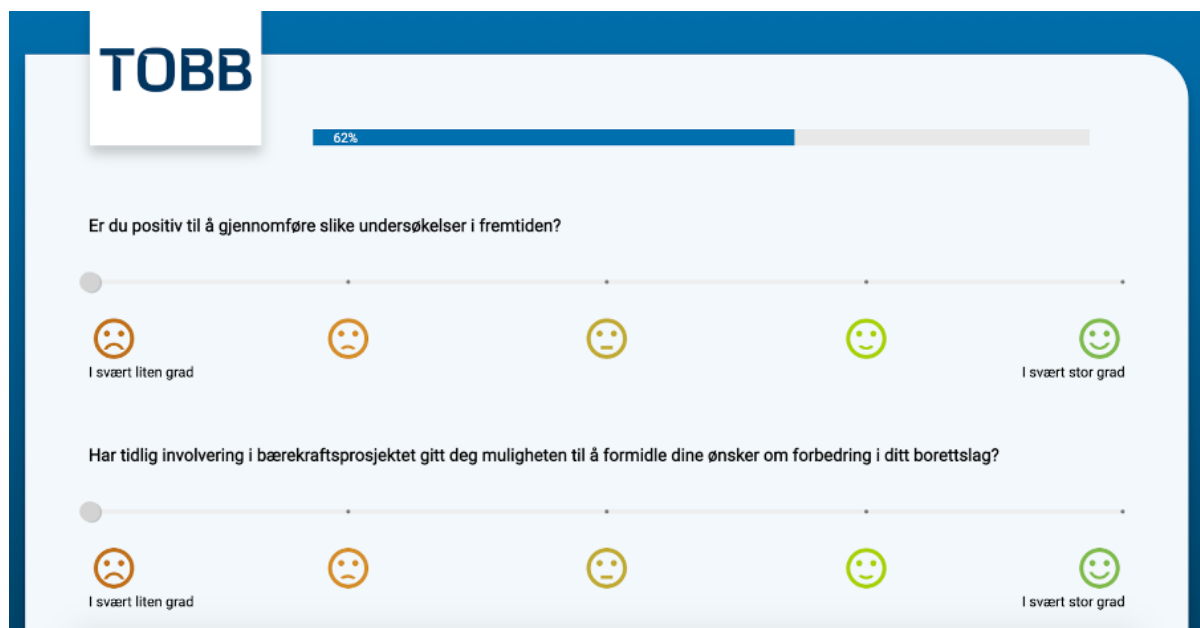 TOBB
62%
Er du positiv til å gjennomføre slike undersøkelser i fremtiden?
I svært liten grad
I svært stor grad
Har tidlig involvering i bærekraftsprosjektet gitt deg muligheten til å formidle dine ønsker om forbedring i ditt borettslag?
I svært liten grad
I svært stor grad